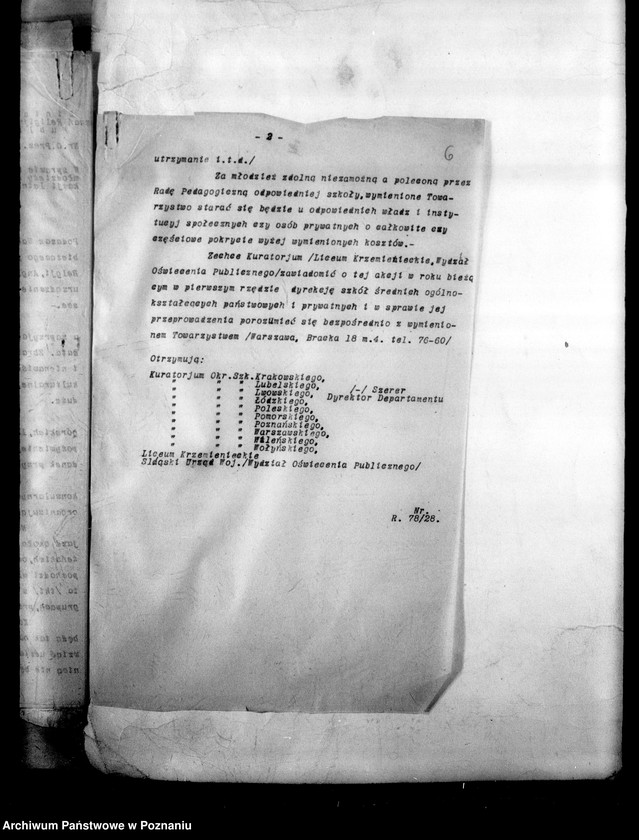 - 2 -
6
utrzymanie i.t.d./
Za młodzież zdolną niezamożną a poleconą przez
Radę Pedagogiczną odpowiedniej szkoły, wymienione Towa-
rzystwo starać się będzie u odpowiednich władz i insty-
tucyj społecznych czy osób prywatnych o całkowite czy
częściowe pokrycie wyżej wymienionych kosztów.-
Zechce Kuratorjum /Liceum Krzemienieckie, Wydział
Oświecenia Publicznego/zawiadomić o tej akcji w roku bieżą
cym w pierwszym rzędzie dyrekcję szkół średnich ogólno-
kształcących państwowych i prywatnych i w sprawie jej
przeprowadzenia porozumieć się bezpośrednio z wymienio-
nem Towarzystwem /Warszawa, Bracka 18 m.4. tel. 76-60/
Otrzymują:
Kuratorjum Okr.Szk.Krakowskiego,
" " " Lubelskiego,
" " " Lwowskiego,
" " " Łódzkiego,
" " " Poleskiego,
" " " Pomorskiego,
" " " Poznańskiego,
" " " Warszawskiego,
" " " Wileńskiego,
" " " Wołyńskiego,
Liceum Krzemienieckie
Śląski Urząd Woj./Wydział Oświecenia Publicznego/
/-/ Szerer
Dyrektor Departamentu
Nr.
R. 78/28.
Archiwum Państwowe w Poznaniu